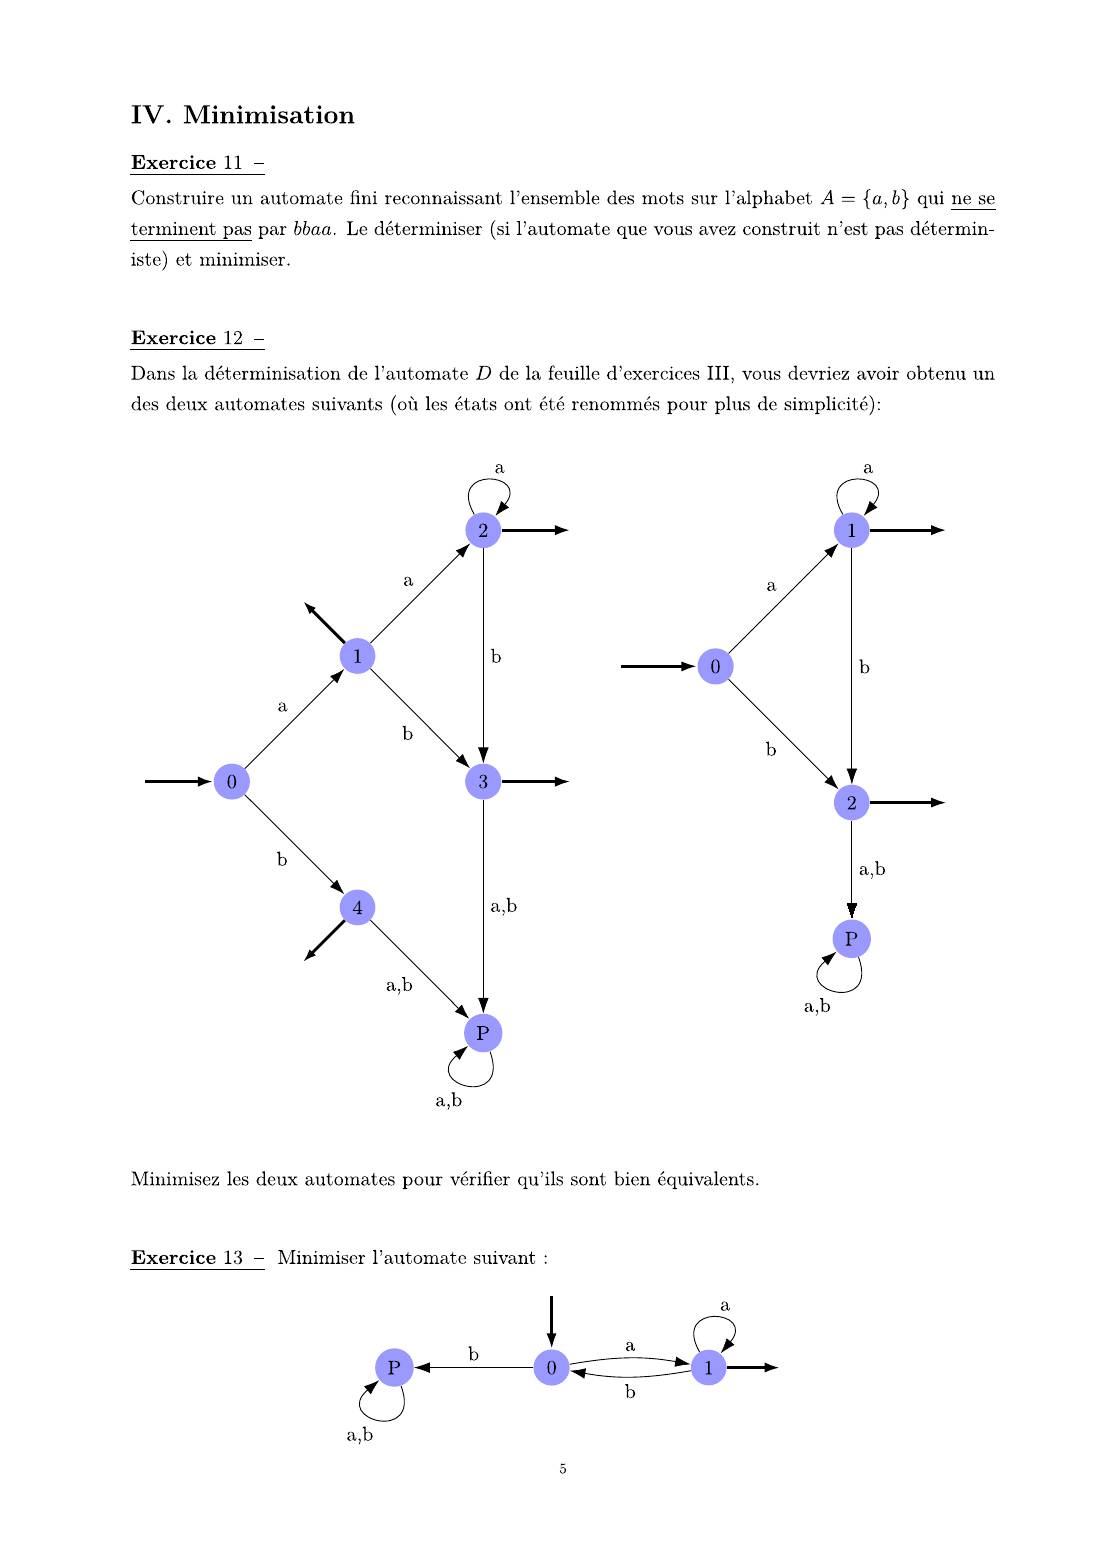 IV. Minimisation
Exercice 11 –
Construire un automate fini reconnaissant l'ensemble des mots sur l'alphabet A = {a, b} qui ne se
terminent pas par bbaa. Le déterminiser (si l'automate que vous avez construit n'est pas détermin-
iste) et minimiser.
Exercice 12 –
Dans la déterminisation de l'automate D de la feuille d'exercices III, vous devriez avoir obtenu un
des deux automates suivants (où les états ont été renommés pour plus de simplicité):
a
2
a
1
b
a
b
0
3
b
4
a,b
a,b
P
a,b
a
1
a
0
b
b
2
a,b
P
a,b
Minimisez les deux automates pour vérifier qu'ils sont bien équivalents.
Exercice 13 – Minimiser l'automate suivant :
a
P
b
0
a
1
b
a,b
5